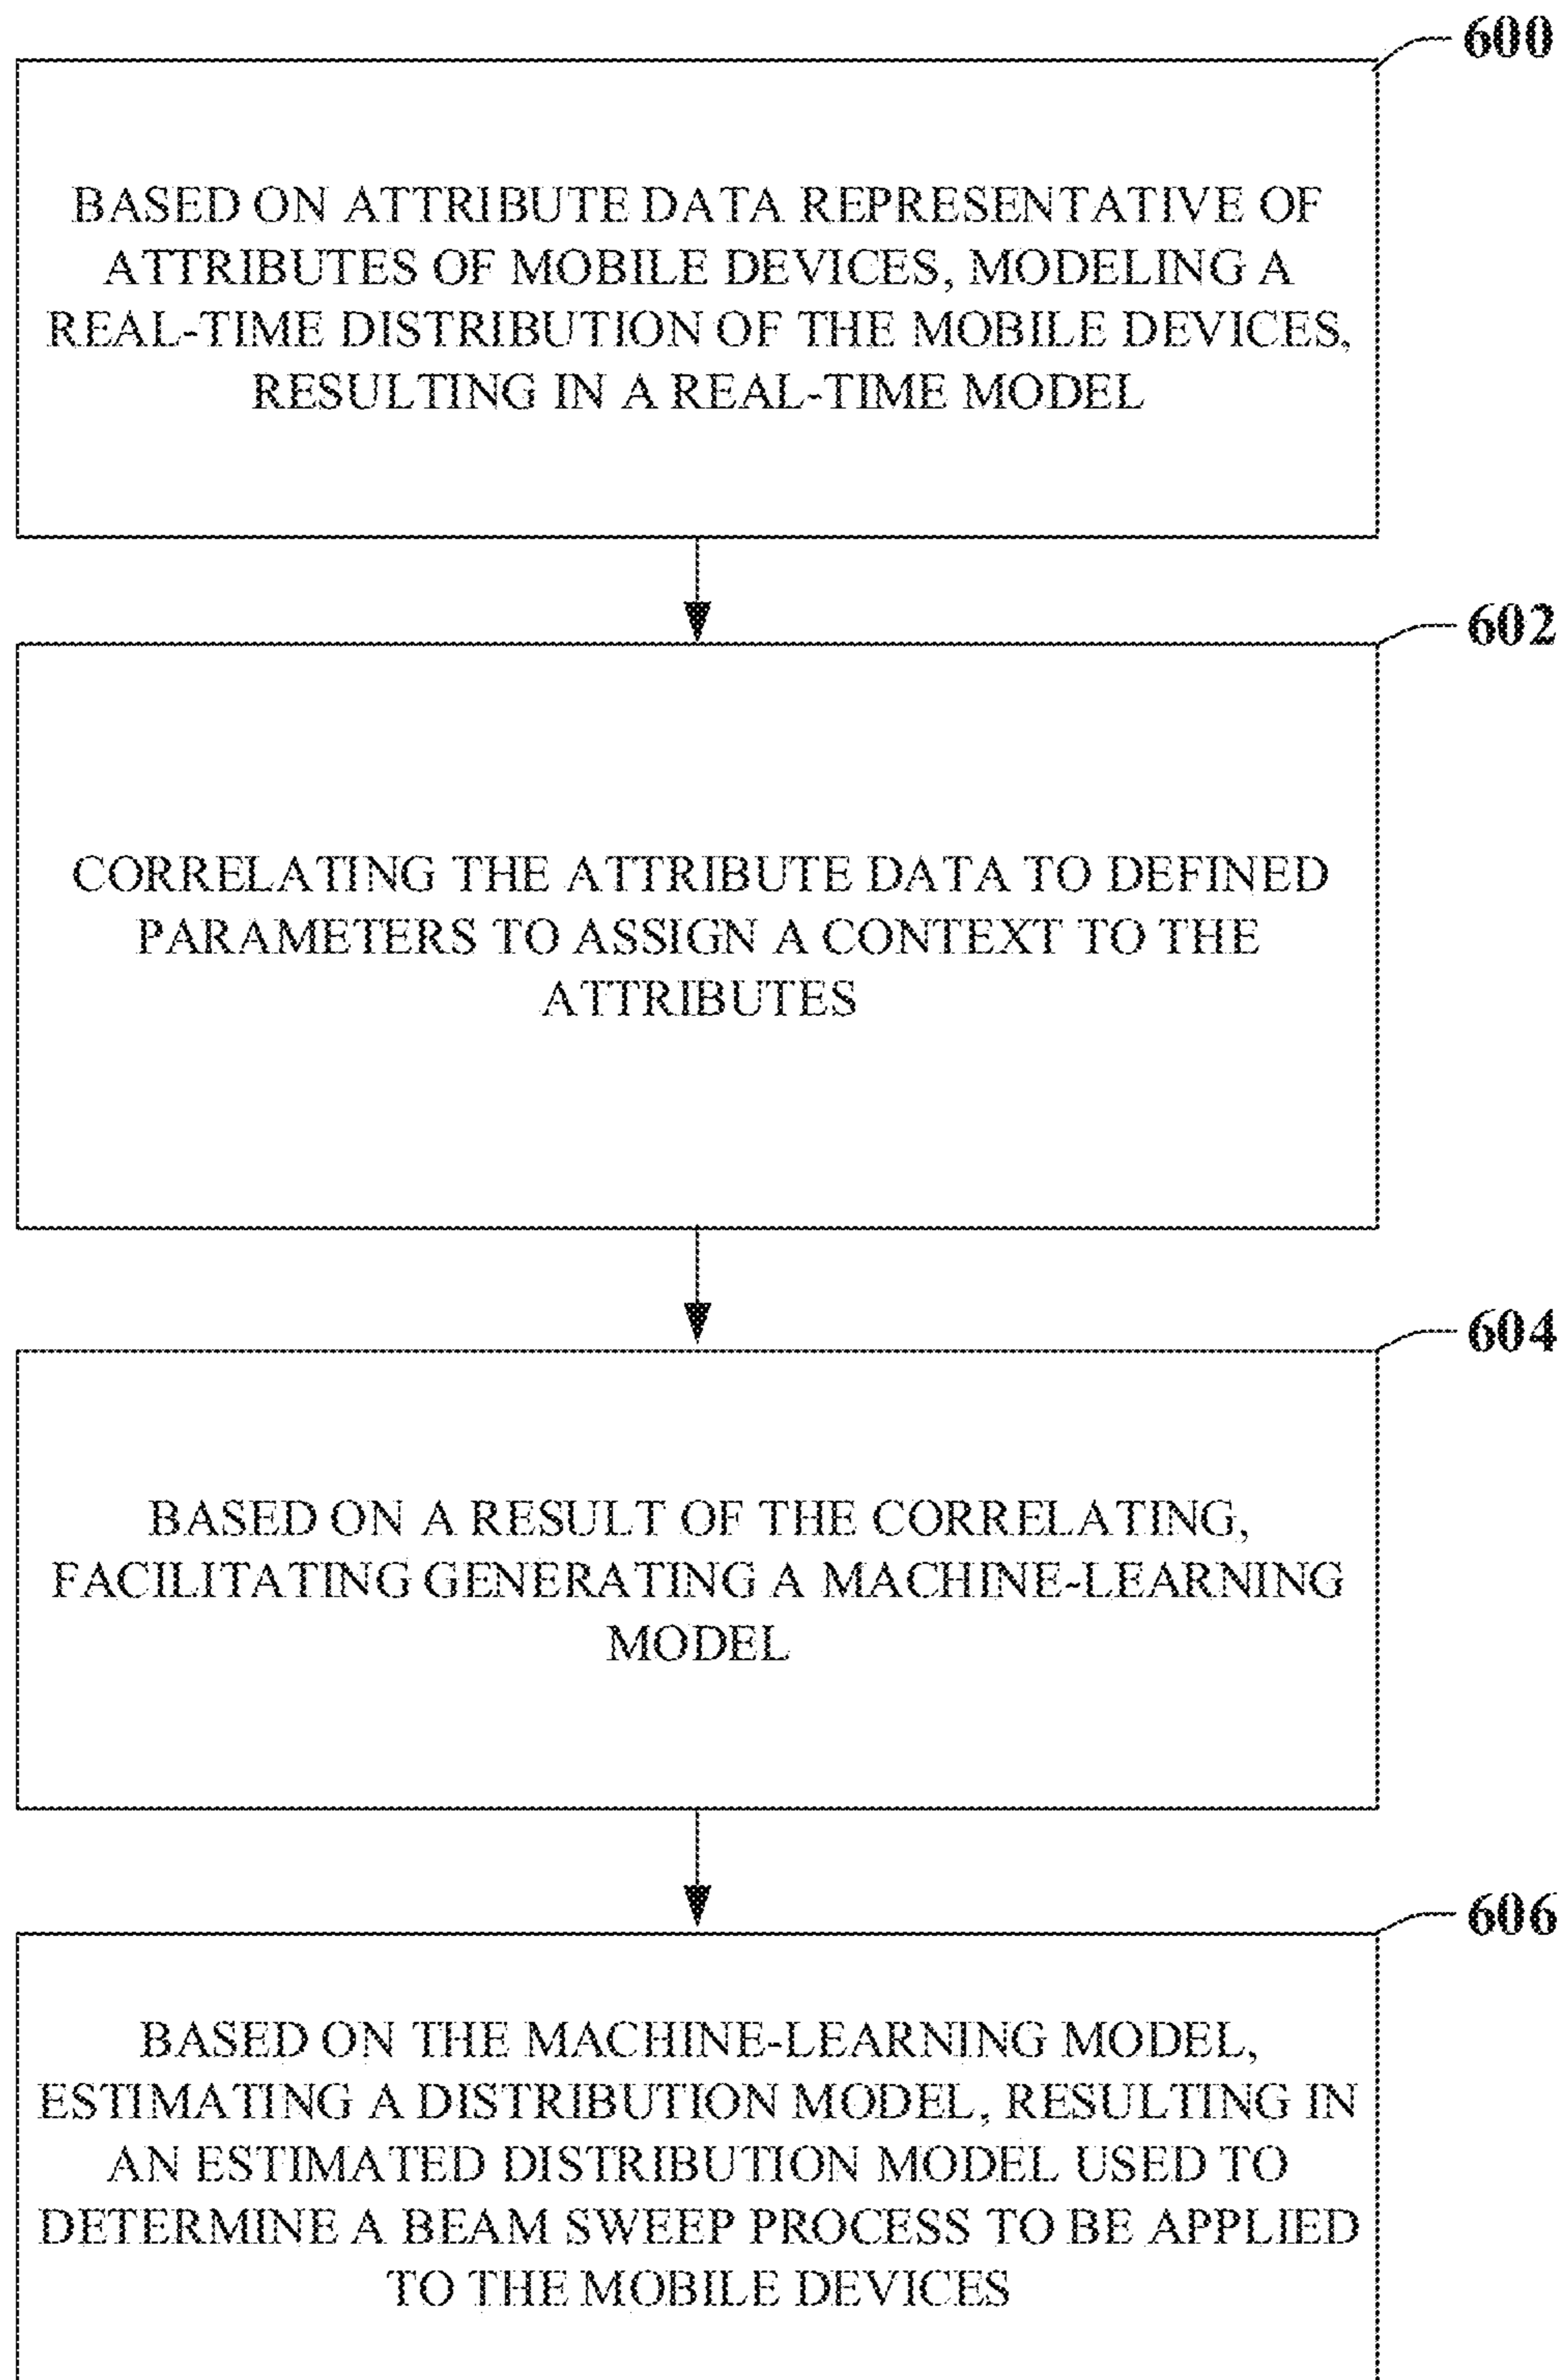 600
BASED ON ATTRIBUTE DATA REPRESENTATIVE OF
ATTRIBUTES OF MOBILE DEVICES, MODELING A
REAL-TIME DISTRIBUTION OF THE MOBILE DEVICES,
RESULTING IN A REAL-TIME MODEL
602
CORRELATING THE ATTRIBUTE DATA TO DEFINED
PARAMETERS TO ASSIGN A CONTEXT TO THE
ATTRIBUTES
604
BASED ON A RESULT OF THE CORRELATING,
FACILITATING GENERATING A MACHINE-LEARNING
MODEL
606
BASED ON THE MACHINE-LEARNING MODEL,
ESTIMATING A DISTRIBUTION MODEL, RESULTING IN
AN ESTIMATED DISTRIBUTION MODEL USED TO
DETERMINE A BEAM SWEEP PROCESS TO BE APPLIED
TO THE MOBILE DEVICES